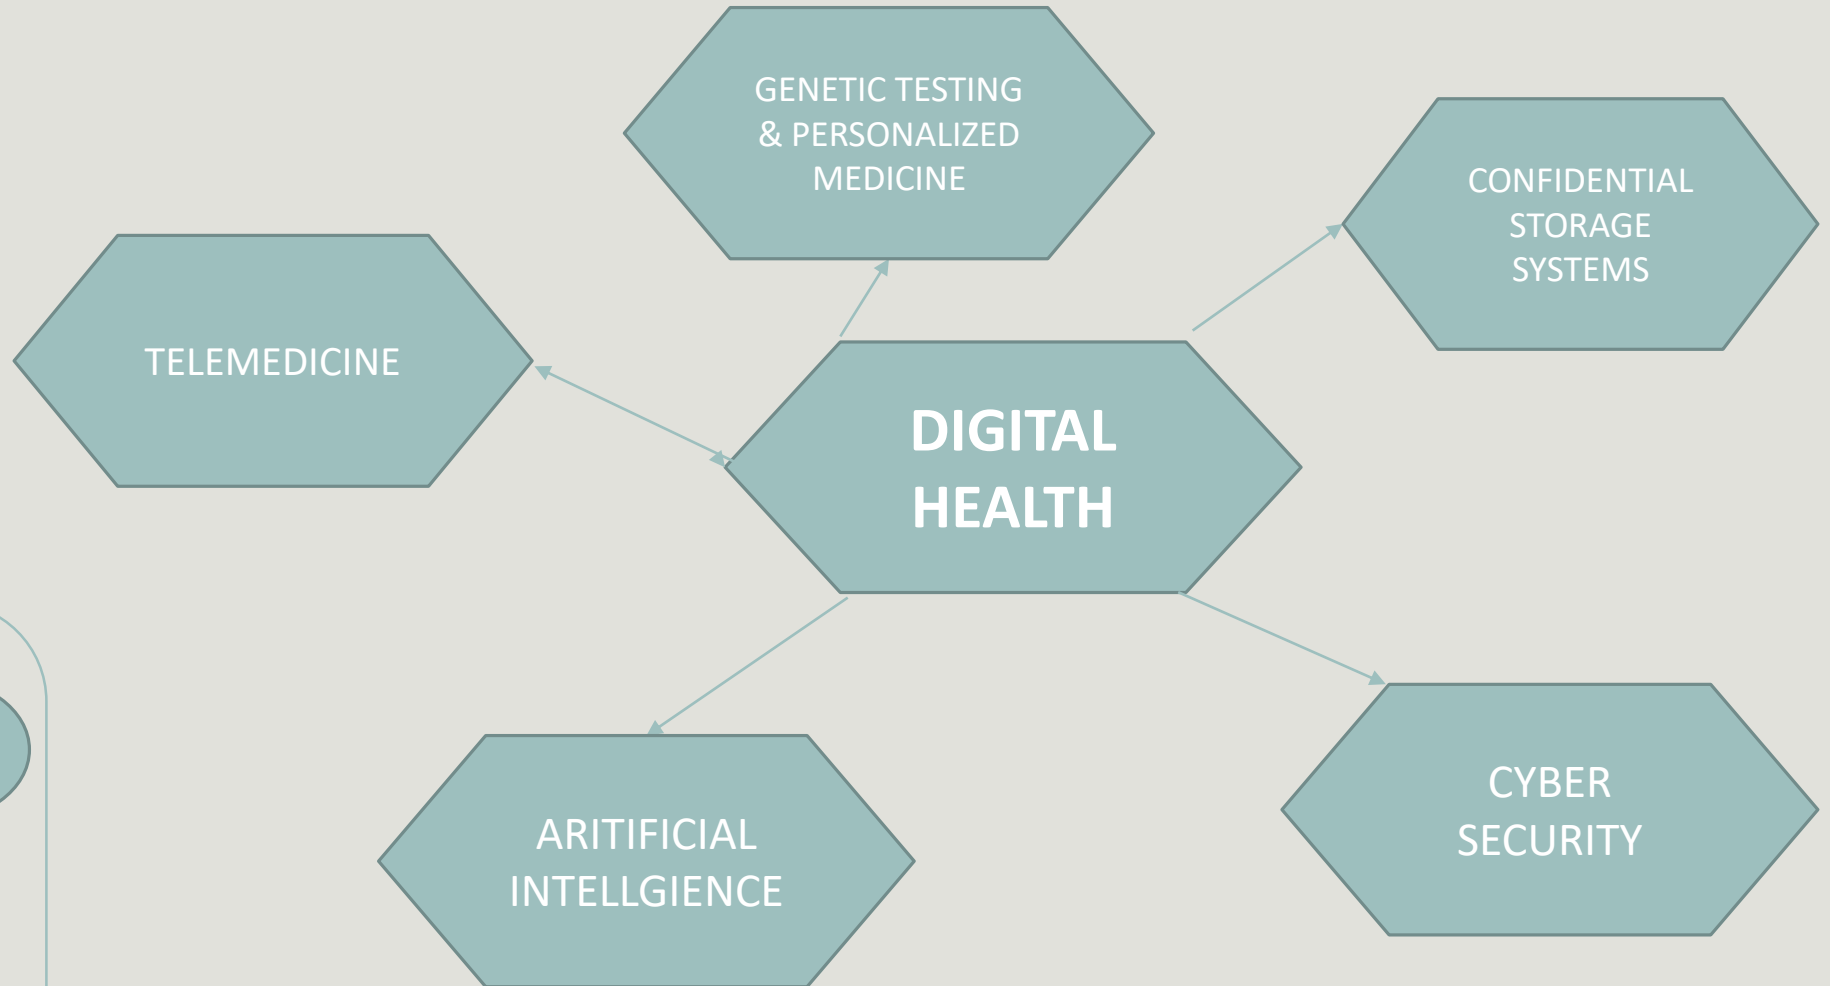 GENETIC TESTING
& PERSONALIZED
MEDICINE
CONFIDENTIAL
STORAGE
SYSTEMS
TELEMEDICINE
DIGITAL
HEALTH
ARITIFICIAL
INTELLGIENCE
CYBER
SECURITY